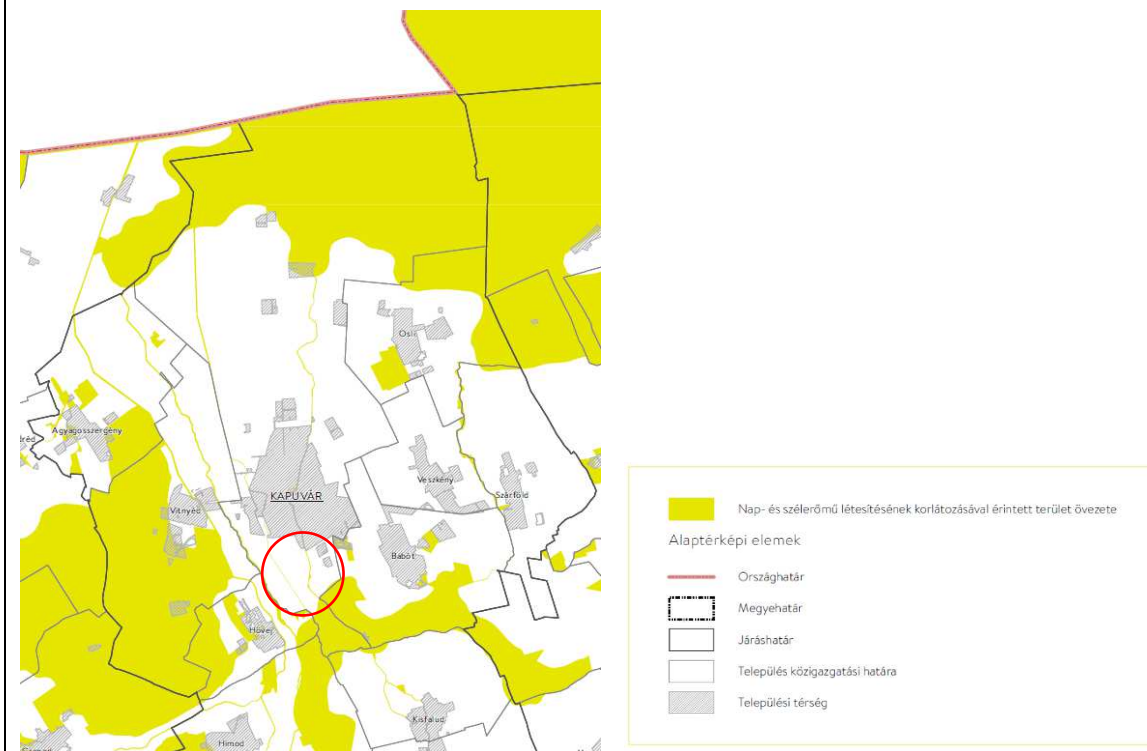 Osli
Agyagosszergény
KAPUVÁR
Veszkény
Szárföld
Vitnyéd
Babót
Hövej
Kisfalud
Himod
Nap- és szélerőmű létesítésének korlátozásával érintett terület övezete
Alaptérképi elemek
Országhatár
Megyehatár
Járáshatár
Település közigazgatási határa
Települési térség